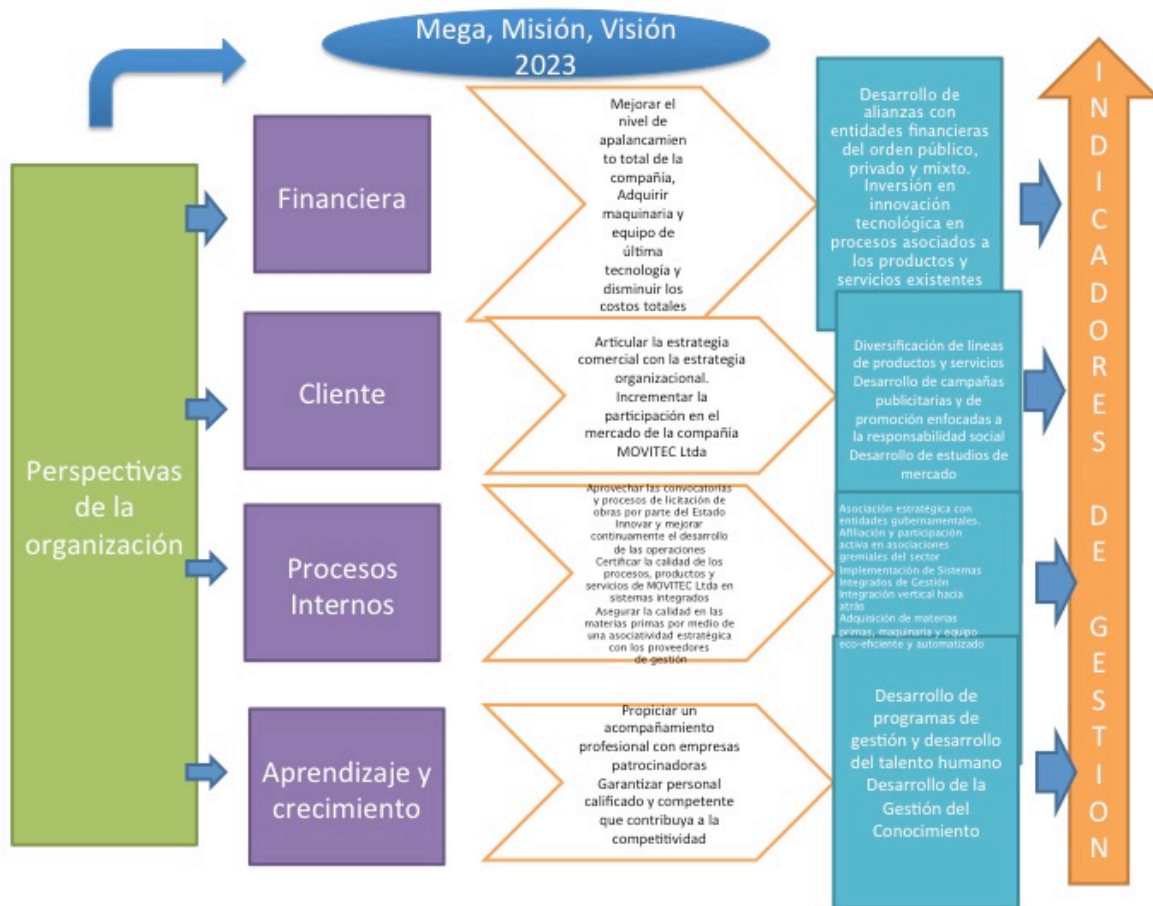 Mega, Misión, Visión
2023
Perspectivas
de la
organización
Financiera
Mejorar el
nivel de
apalancamien
to total de la
compañía,
Adquirir
maquinaria y
equipo de
última
tecnología y
disminuir los
costos totales
Desarrollo de
alianzas con
entidades financieras
del orden público,
privado y mixto.
Inversión en
innovación
tecnológica en
procesos asociados a
los productos y
servicios existentes
Cliente
Articular la estrategia
comercial con la estrategia
organizacional.
Incrementar la
participación en el
mercado de la compañía
MOVITEC Ltda
Diversificación de líneas
de productos y servicios
Desarrollo de campañas
publicitarias y de
promoción enfocadas a
la responsabilidad social
Desarrollo de estudios de
mercado
Procesos
Internos
Aprovechar las convocatorias
y procesos de licitación de
obras por parte del Estado
Innovar y mejorar
continuamente el desarrollo
de las operaciones
Certificar la calidad de los
procesos, productos y
servicios de MOVITEC Ltda en
sistemas integrados
Asegurar la calidad en las
materias primas por medio de
una asociatividad estratégica
con los proveedores
de gestión
Asociación estratégica con
entidades gubernamentales.
Afiliación y participación
activa en asociaciones
gremiales del sector
Implementación de Sistemas
Integrados de Gestión
Integración vertical hacia
atrás
Adquisición de materias
primas, maquinaria y equipo
eco-eficiente y automatizado
Aprendizaje y
crecimiento
Propiciar un
acompañamiento
profesional con empresas
patrocinadoras
Garantizar personal
calificado y competente
que contribuya a la
competitividad
Desarrollo de
programas de
gestión y desarrollo
del talento humano
Desarrollo de la
Gestión del
Conocimiento
INDICADORES DE GESTION